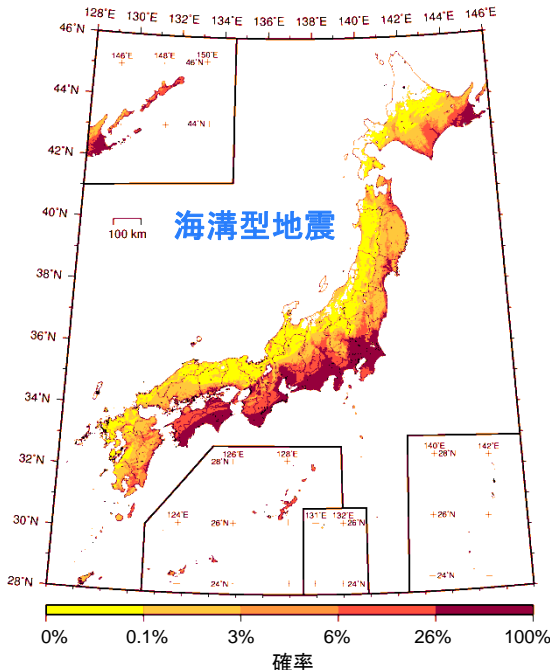 128˚E 130˚E 132˚E 134˚E 136˚E 138˚E 140˚E 142˚E 144˚E 146˚E
46˚N
44˚N
42˚N
40˚N
38˚N
36˚N
34˚N
32˚N
30˚N
28˚N
146˚E 148˚E 150˚E
46˚N
44˚N
100 km
海溝型地震
126˚E 128˚E
28˚N
124˚E
26˚N
24˚N
131˚E 132˚E
26˚N
24˚N
140˚E 142˚E
28˚N
26˚N
24˚N
0% 0.1% 3% 6% 26% 100%
確率